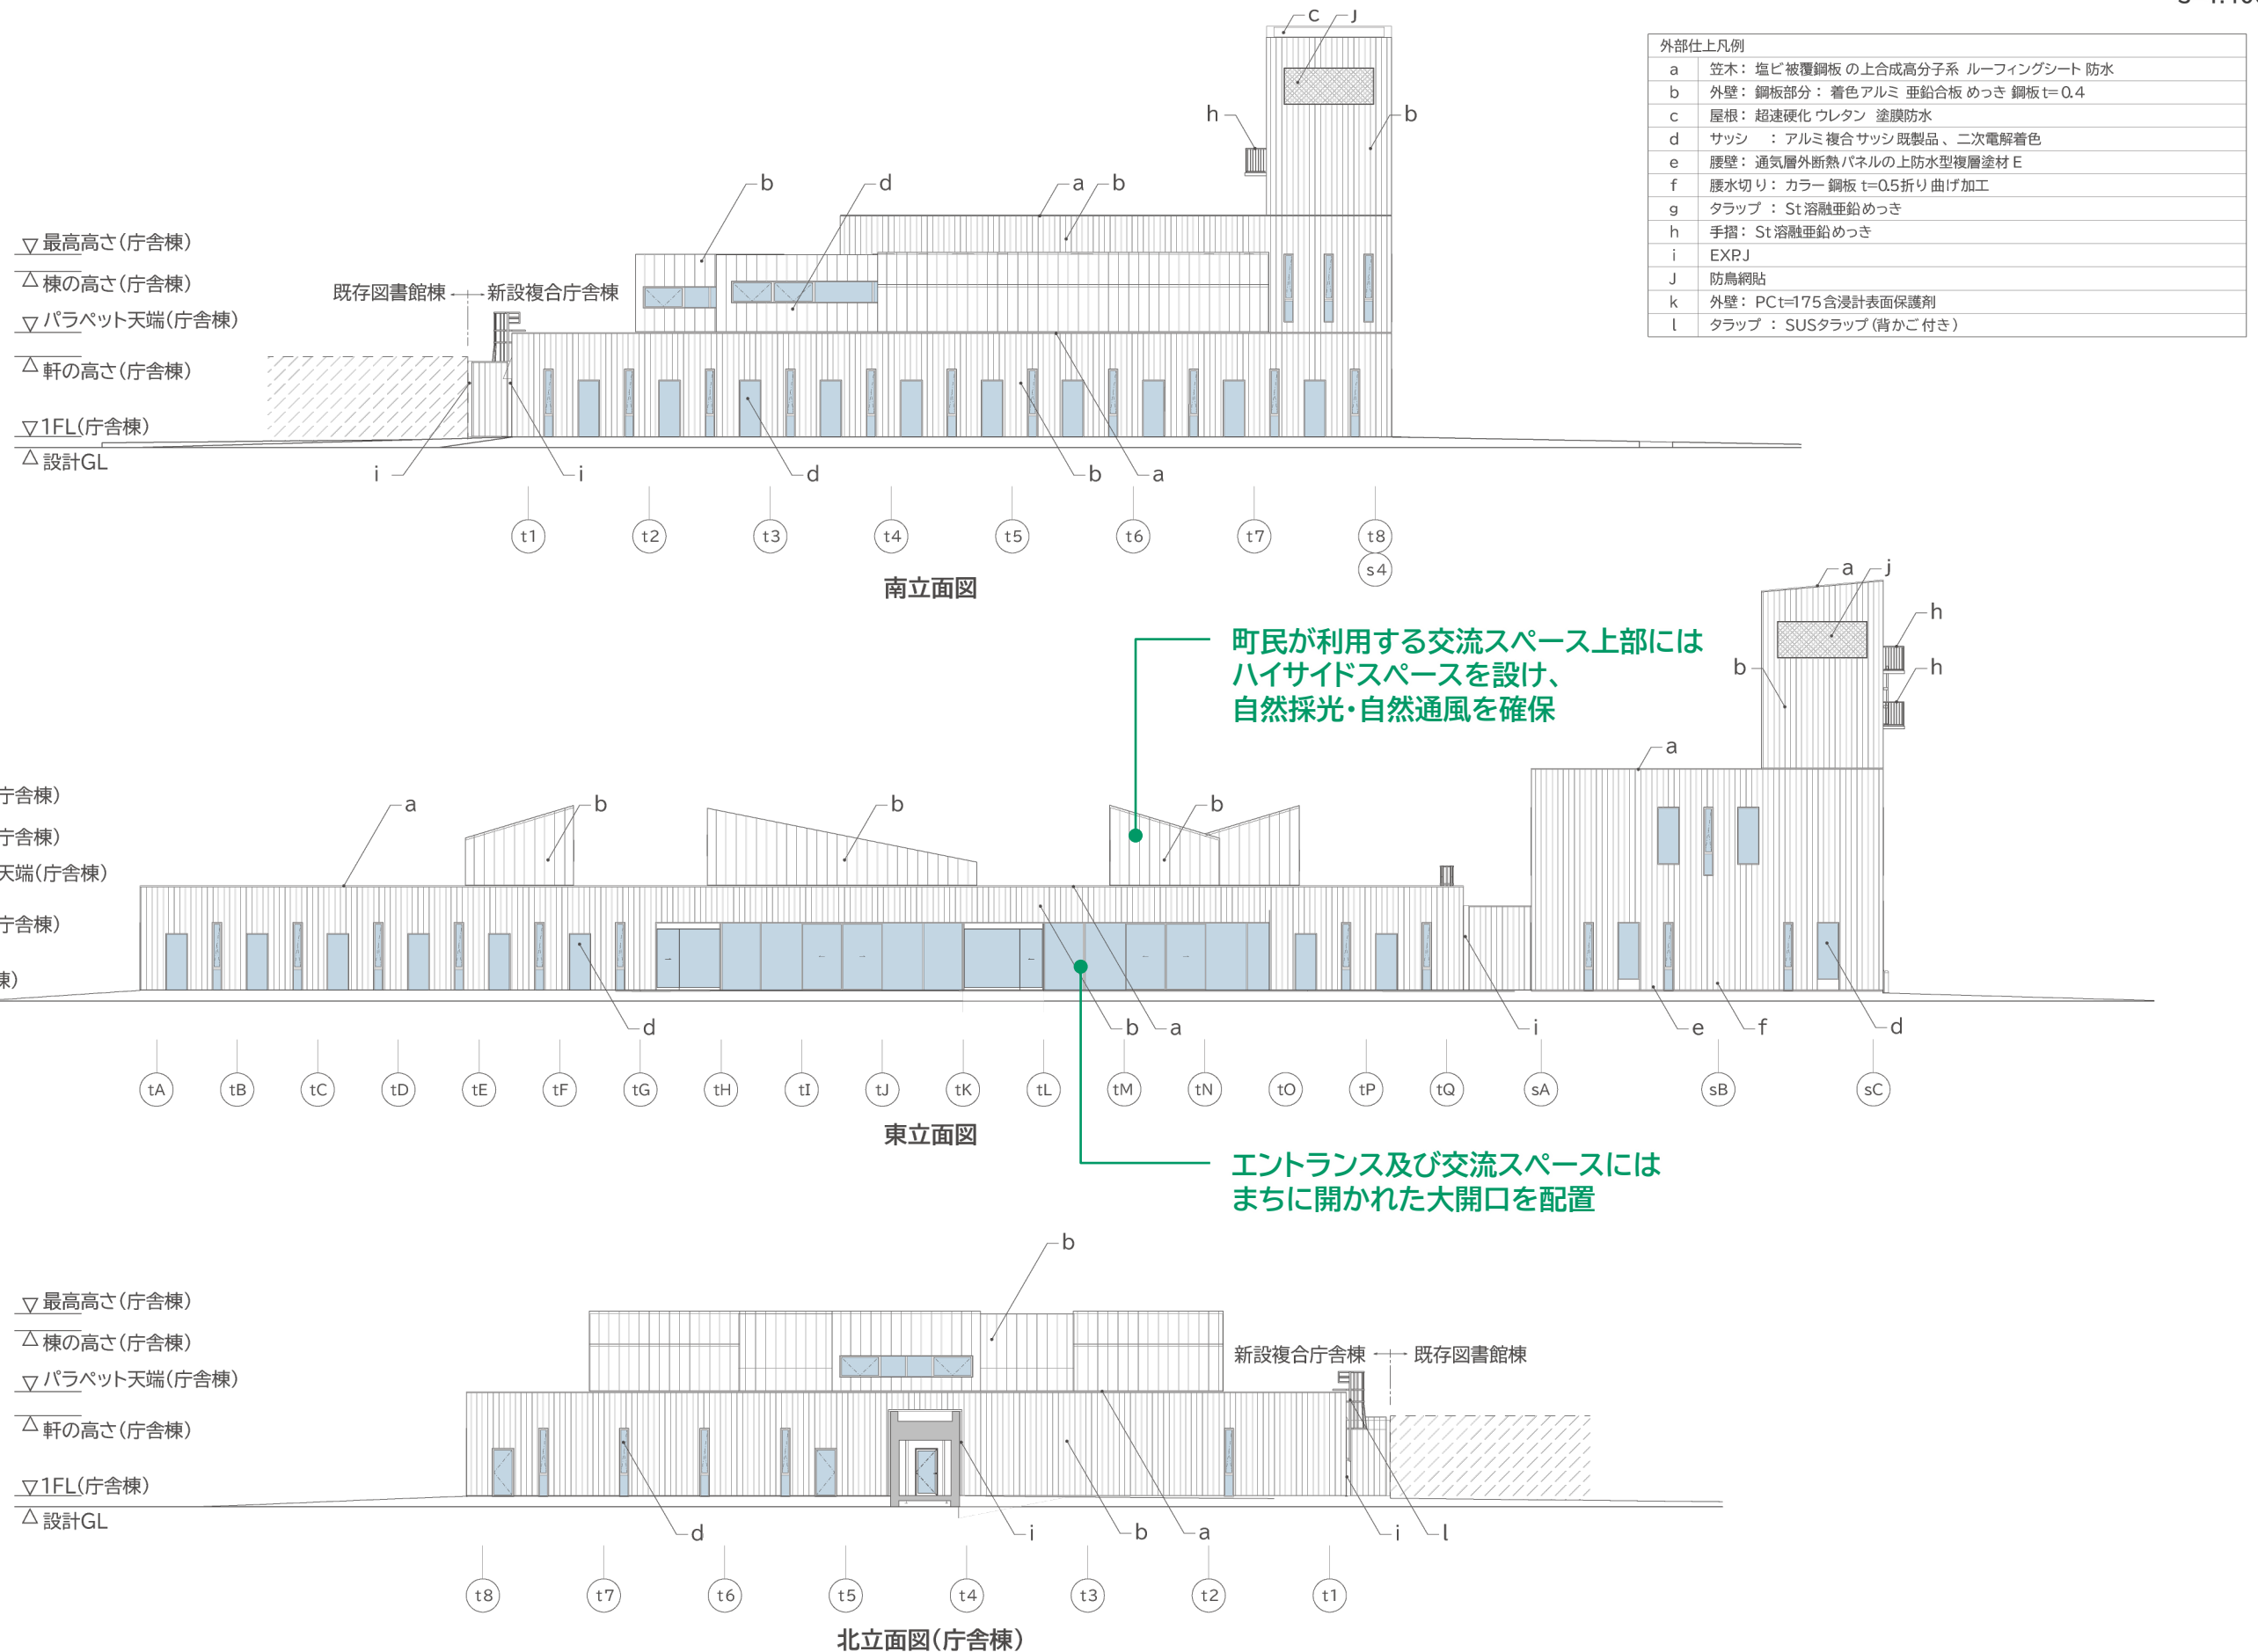 c J
外部仕上凡例
a 笠木： 塩ビ被覆鋼板 の上合成高分子系 ルーフィングシート 防水
b 外壁： 鋼板部分： 着色アルミ 亜鉛合板 めっき 鋼板 t=0.4
c 屋根： 超速硬化 ウレタン 塗膜防水
d サッシ ： アルミ複合サッシ既製品、二次電解着色
e 腰壁： 通気層外断熱パネルの上防水型複層塗材 E
f 腰水切り： カラー 鋼板 t=0.5折り曲げ加工
g タラップ ： St 溶融亜鉛めっき
h 手摺： St 溶融亜鉛めっき
i EXP.J
J 防鳥網貼
k 外壁： PC t=175 含浸計表面保護剤
l タラップ ： SUSタラップ (背かご付き)
h b
b d a b
最高高さ(庁舎棟)
棟の高さ(庁舎棟)
既存図書館棟 新設複合庁舎棟
パラペット天端(庁舎棟)
軒の高さ(庁舎棟)
1FL(庁舎棟)
設計GL
i i d b a
t1 t2 t3 t4 t5 t6 t7 t8
s4
南立面図
a j
h
b h
町民が利用する交流スペース上部には
ハイサイドスペースを設け、
自然採光・自然通風を確保
a
庁舎棟)
a b b b
庁舎棟)
天端(庁舎棟)
庁舎棟)
棟)
d b a i e f d
tA tB tC tD tE tF tG tH tI tJ tK tL tM tN tO tP tQ sA sB sC
東立面図
エントランス及び交流スペースには
まちに開かれた大開口を配置
b
最高高さ(庁舎棟)
棟の高さ(庁舎棟)
新設複合庁舎棟 既存図書館棟
パラペット天端(庁舎棟)
軒の高さ(庁舎棟)
1FL(庁舎棟)
設計GL
d i b a i l
t8 t7 t6 t5 t4 t3 t2 t1
北立面図(庁舎棟)